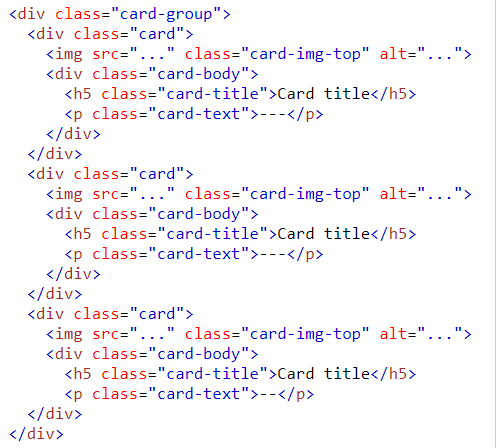 <div class="card-group">
<div class="card">
<img src="..." class="card-img-top" alt="...">
<div class="card-body">
<h5 class="card-title">Card title</h5>
<p class="card-text">---</p>
</div>
</div>
<div class="card">
<img src="..." class="card-img-top" alt="...">
<div class="card-body">
<h5 class="card-title">Card title</h5>
<p class="card-text">---</p>
</div>
</div>
<div class="card">
<img src="..." class="card-img-top" alt="...">
<div class="card-body">
<h5 class="card-title">Card title</h5>
<p class="card-text">--</p>
</div>
</div>